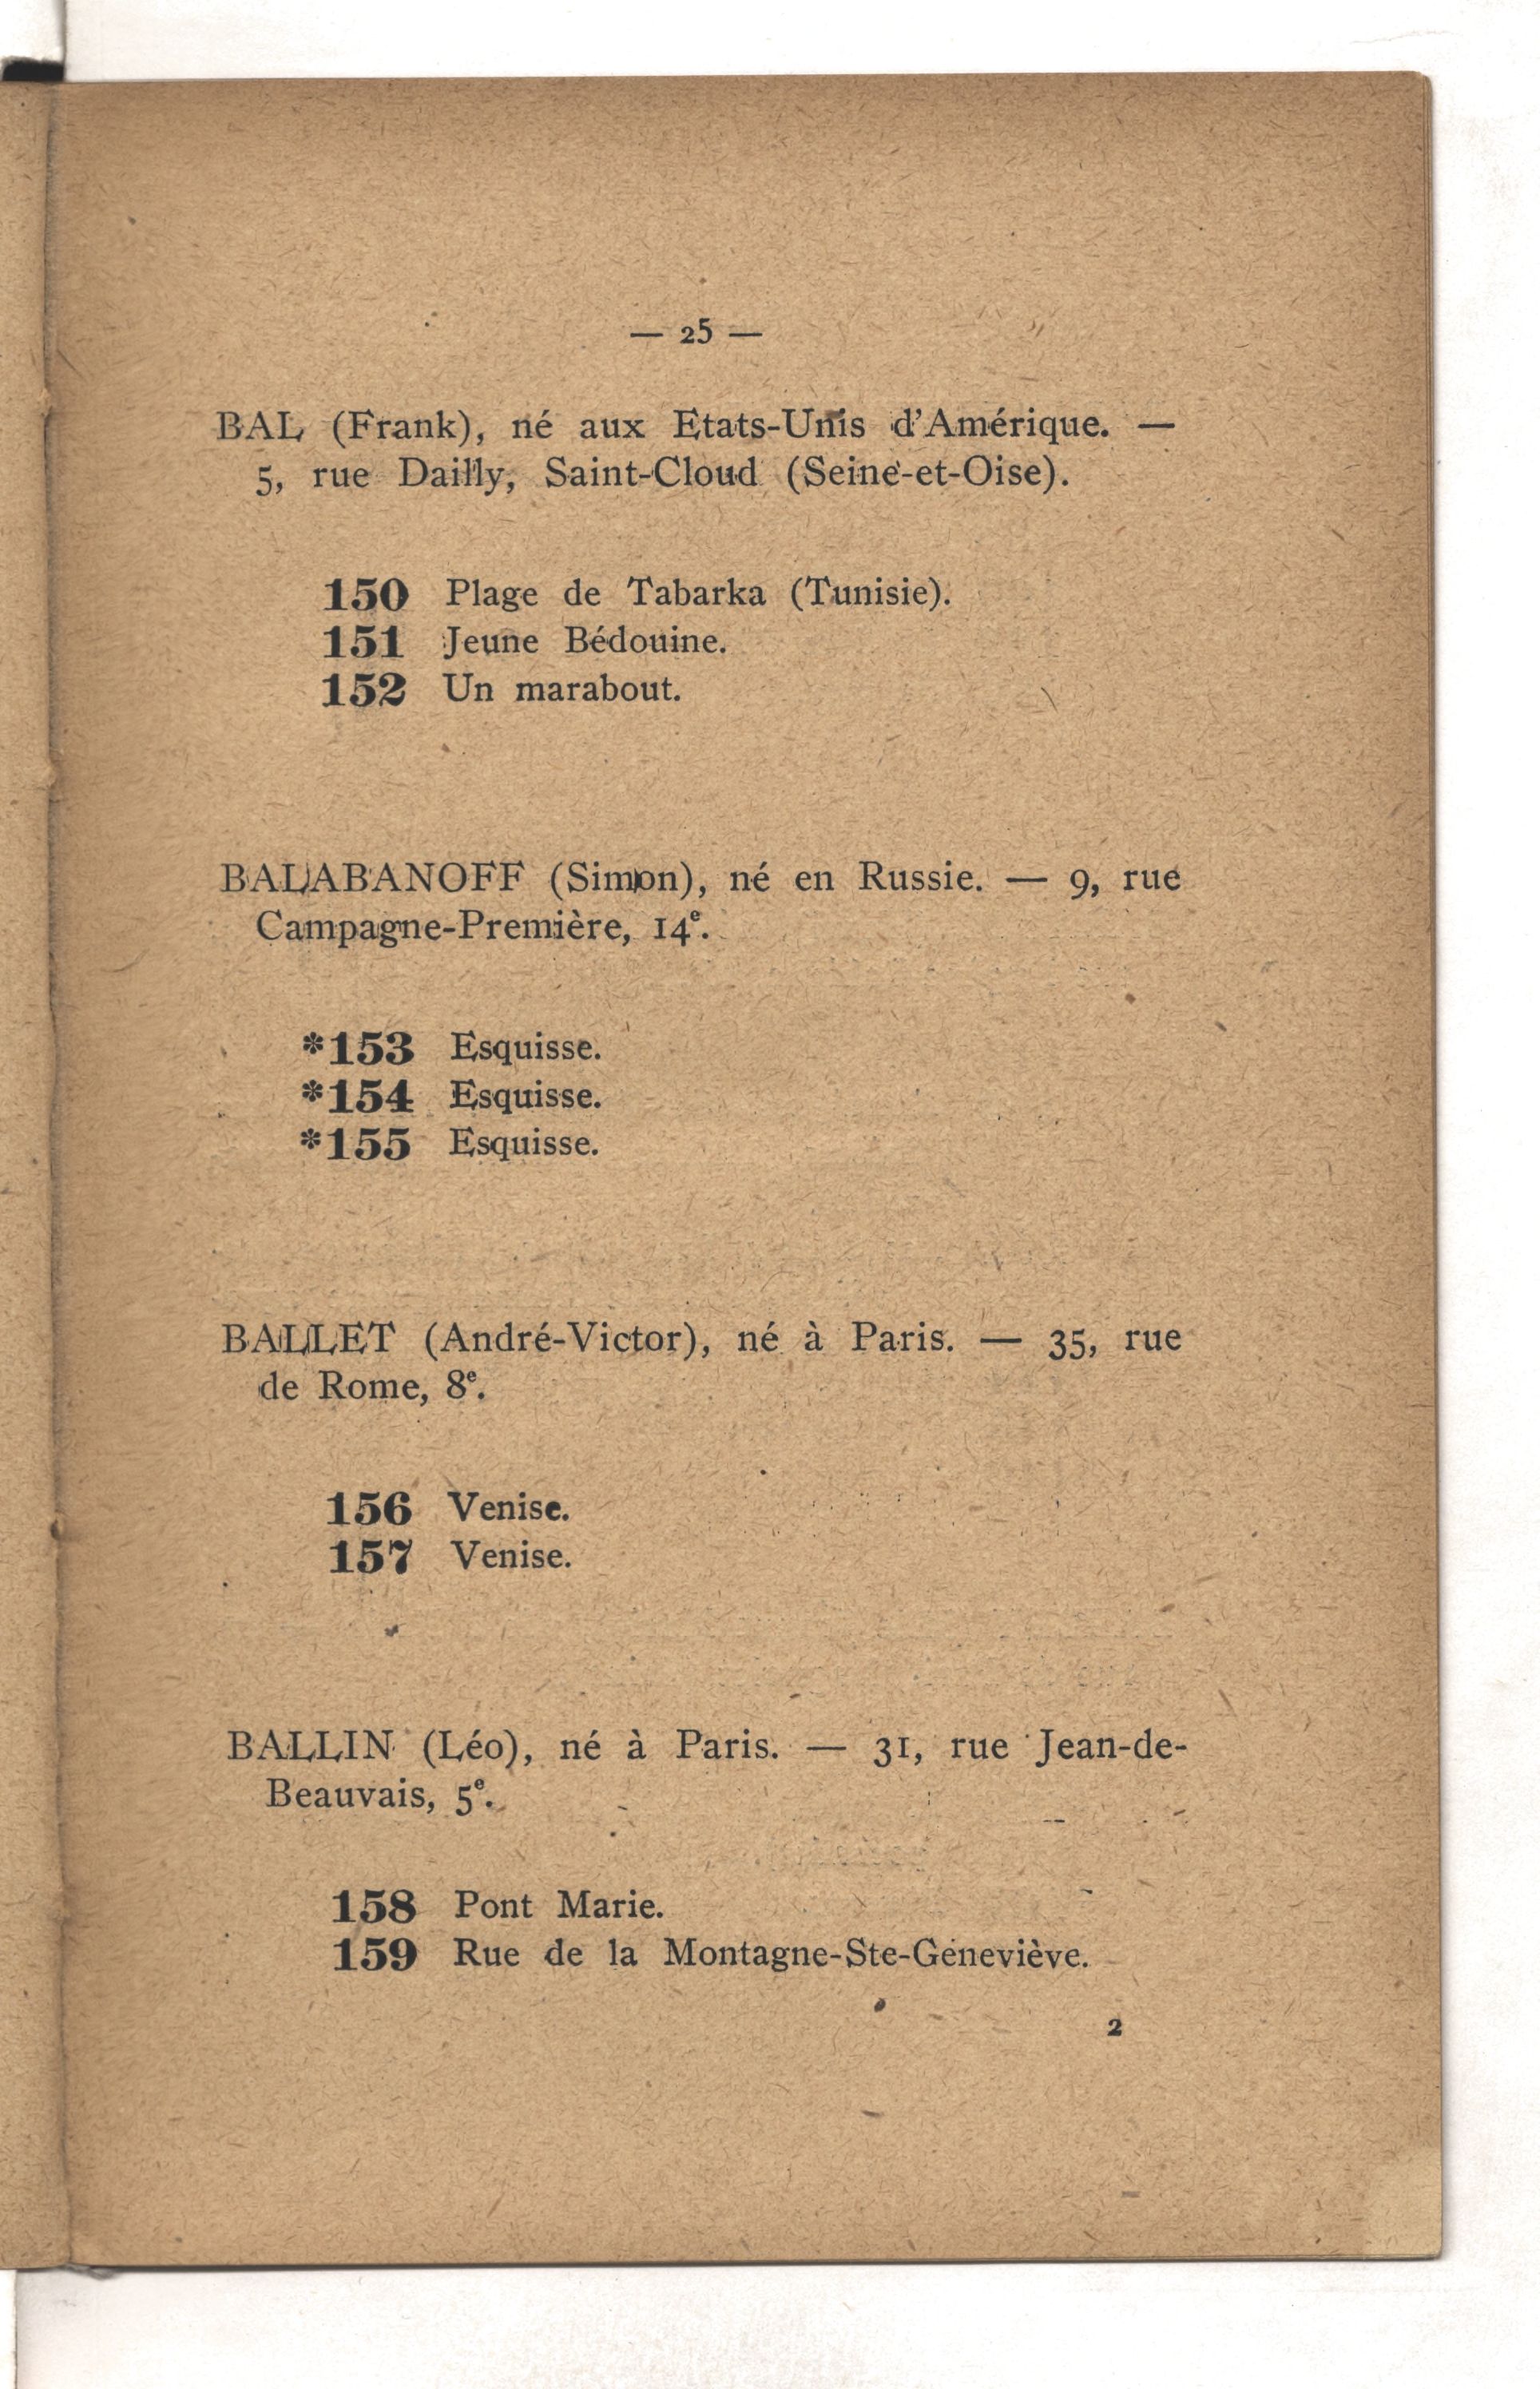 — 25 —
BAL (Frank), né aux Etats-Unis d'Amérique. —
5, rue Dailly, Saint-Cloud (Seine-et-Oise).
150 Plage de Tabarka (Tunisie).
151 Jeune Bédouine.
152 Un marabout.
BALABANOFF (Simon), né en Russie. — 9, rue
Campagne-Première, 14e.
*153 Esquisse.
*154 Esquisse.
*155 Esquisse.
BALLET (André-Victor), né à Paris. — 35, rue
de Rome, 8e.
156 Venise.
157 Venise.
BALLIN (Léo), né à Paris. — 31, rue Jean-de-
Beauvais, 5e.
158 Pont Marie.
159 Rue de la Montagne-Ste-Geneviève.
2